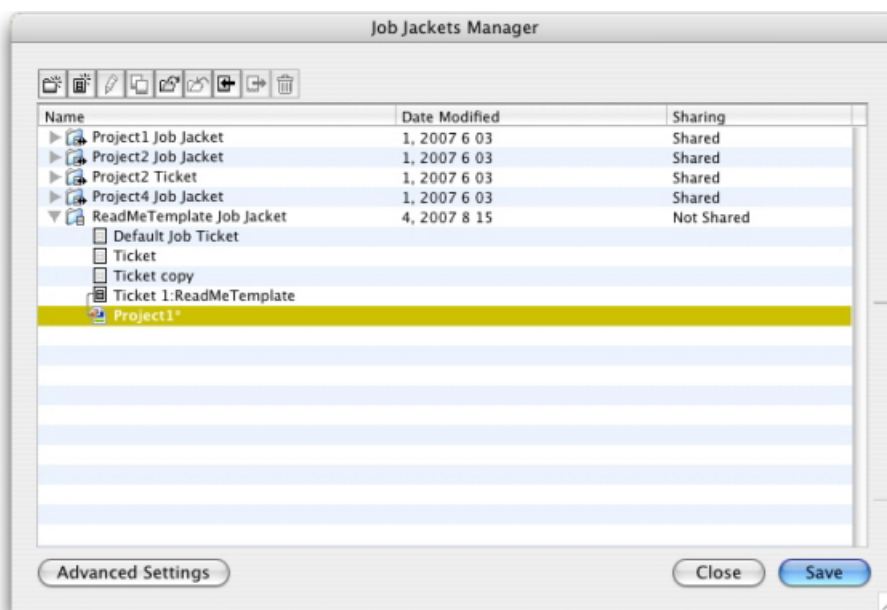 Job Jackets Manager
Name Date Modified Sharing
Project1 Job Jacket 1, 2007 6 03 Shared
Project2 Job Jacket 1, 2007 6 03 Shared
Project2 Ticket 1, 2007 6 03 Shared
Project4 Job Jacket 1, 2007 6 03 Shared
ReadMeTemplate Job Jacket 4, 2007 8 15 Not Shared
Default Job Ticket
Ticket
Ticket copy
Ticket 1:ReadMeTemplate
Project1*
Advanced Settings Close Save